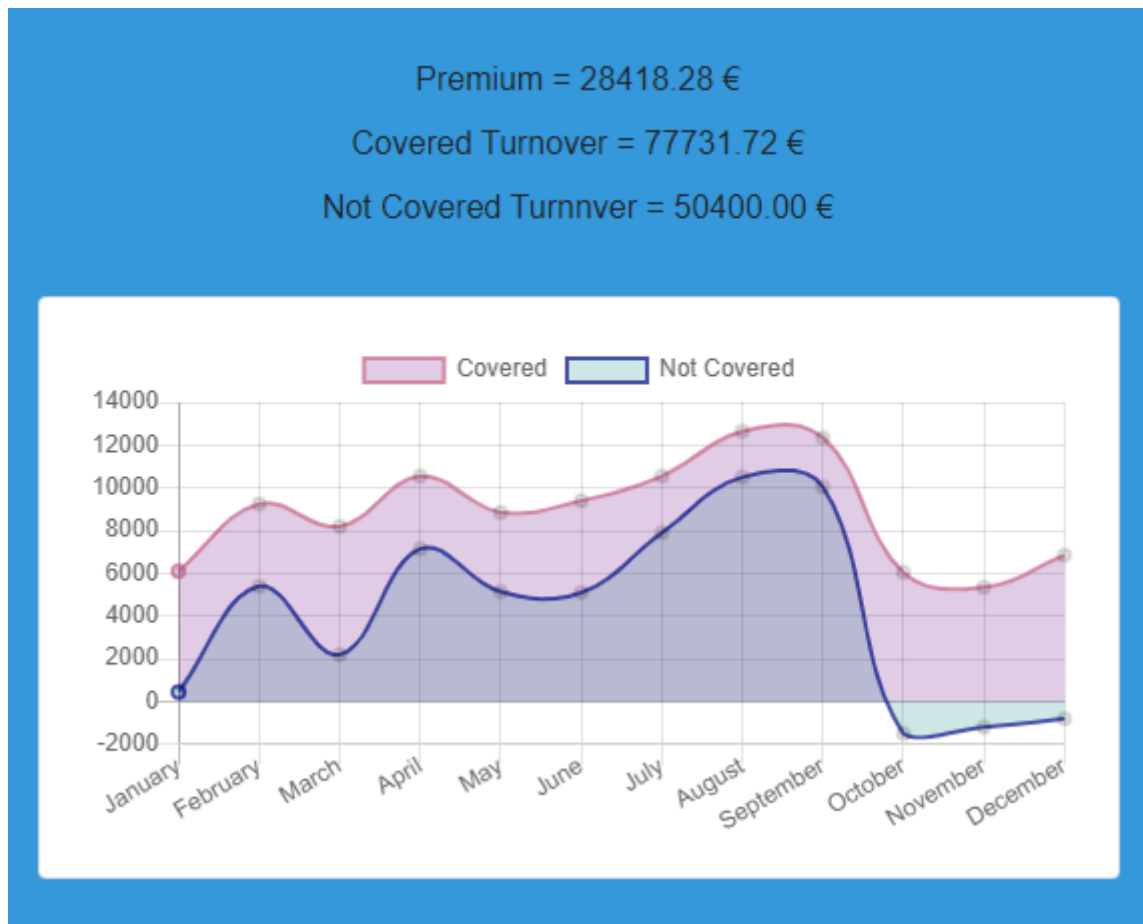 Premium = 28418.28 €
Covered Turnover = 77731.72 €
Not Covered Turnnver = 50400.00 €
Covered Not Covered
14000
12000
10000
8000
6000
4000
2000
0
-2000
January February March April May June July August September October November December